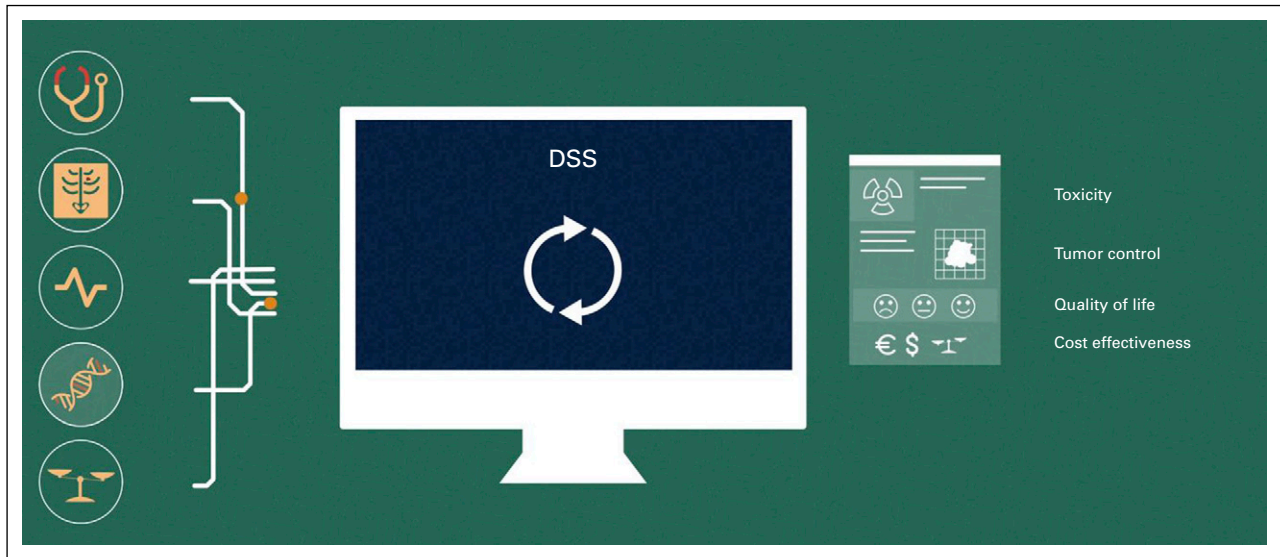 DSS
Toxicity
Tumor control
Quality of life
€ $
Cost effectiveness